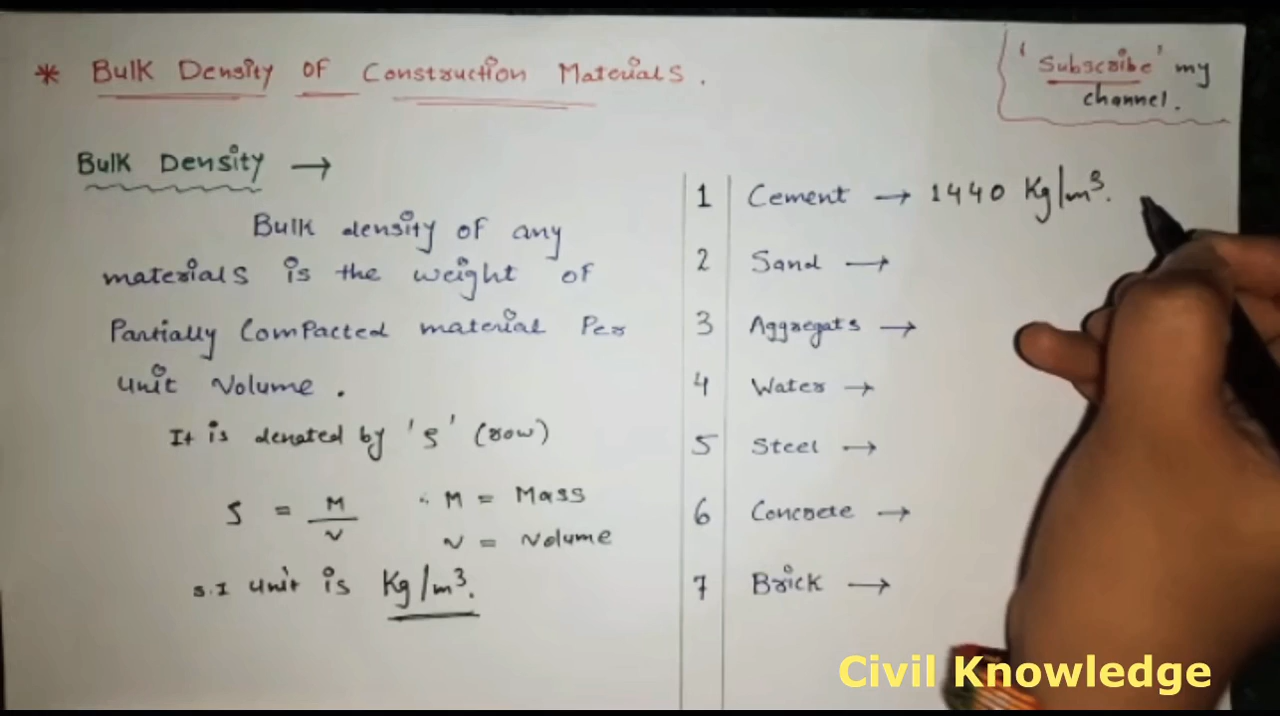 * Bulk Density of Construction Materials.
'Subscribe' my
channel.
Bulk Density →
Bulk density of any
materials is the weight of
Partially Compacted material Per
unit Volume.
It is denoted by 'ρ' (row)
ρ = M/V ∴ M = Mass
V = Volume
S.I unit is Kg/m³.
1 Cement → 1440 Kg/m³.
2 Sand →
3 Aggregats →
4 Water →
5 Steel →
6 Concrete →
7 Brick →
Civil Knowledge